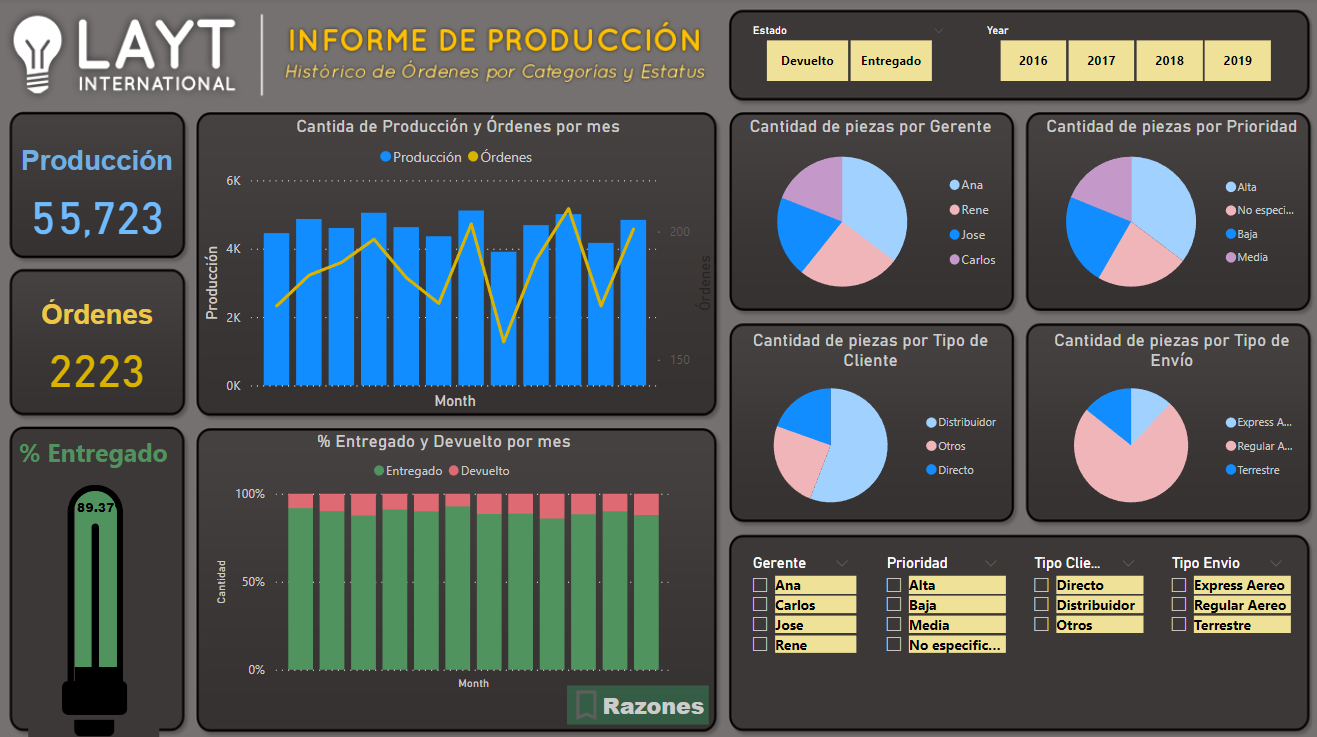 LAYT
INTERNATIONAL
INFORME DE PRODUCCIÓN
Histórico de Órdenes por Categorías y Estatus
Estado
Devuelto
Entregado
Year
2016
2017
2018
2019
Producción
55,723
Órdenes
2223
% Entregado
89.37
Cantida de Producción y Órdenes por mes
Producción
Órdenes
6K
4K
2K
0K
Producción
200
150
Órdenes
Month
% Entregado y Devuelto por mes
Entregado
Devuelto
100%
50%
0%
Cantidad
Month
Razones
Cantidad de piezas por Gerente
Ana
Rene
Jose
Carlos
Cantidad de piezas por Prioridad
Alta
No especi...
Baja
Media
Cantidad de piezas por Tipo de
Cliente
Distribuidor
Otros
Directo
Cantidad de piezas por Tipo de
Envío
Express A...
Regular A...
Terrestre
Gerente
Ana
Carlos
Jose
Rene
Prioridad
Alta
Baja
Media
No especific...
Tipo Clie...
Directo
Distribuidor
Otros
Tipo Envio
Express Aereo
Regular Aereo
Terrestre